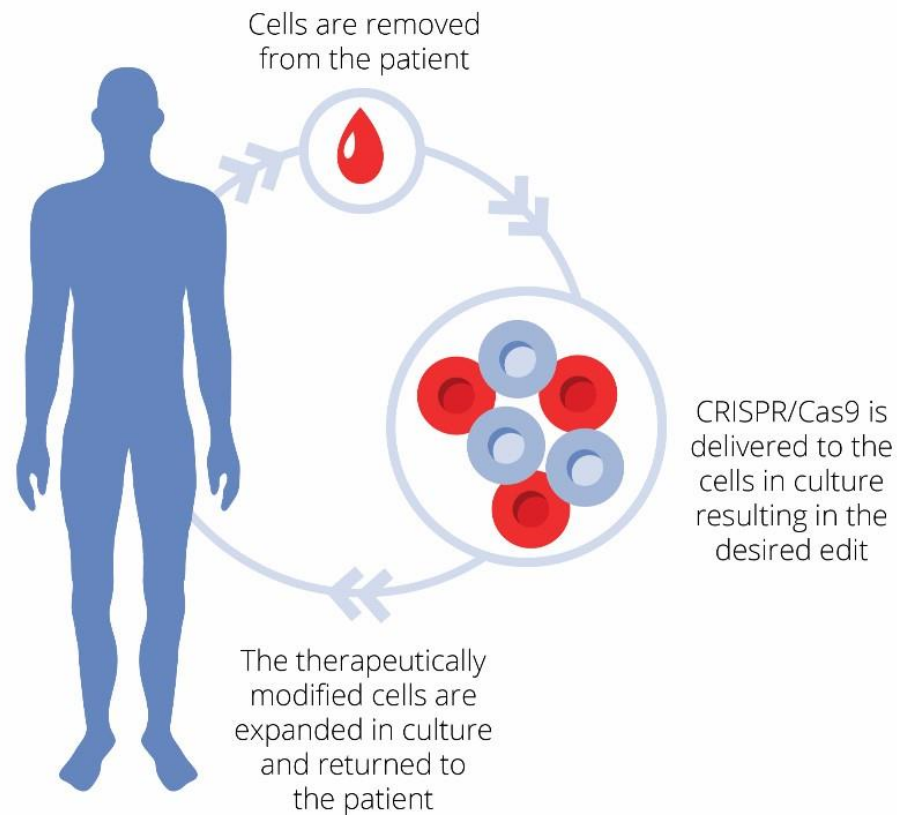 Cells are removed
from the patient
CRISPR/Cas9 is
delivered to the
cells in culture
resulting in the
desired edit
The therapeutically
modified cells are
expanded in culture
and returned to
the patient